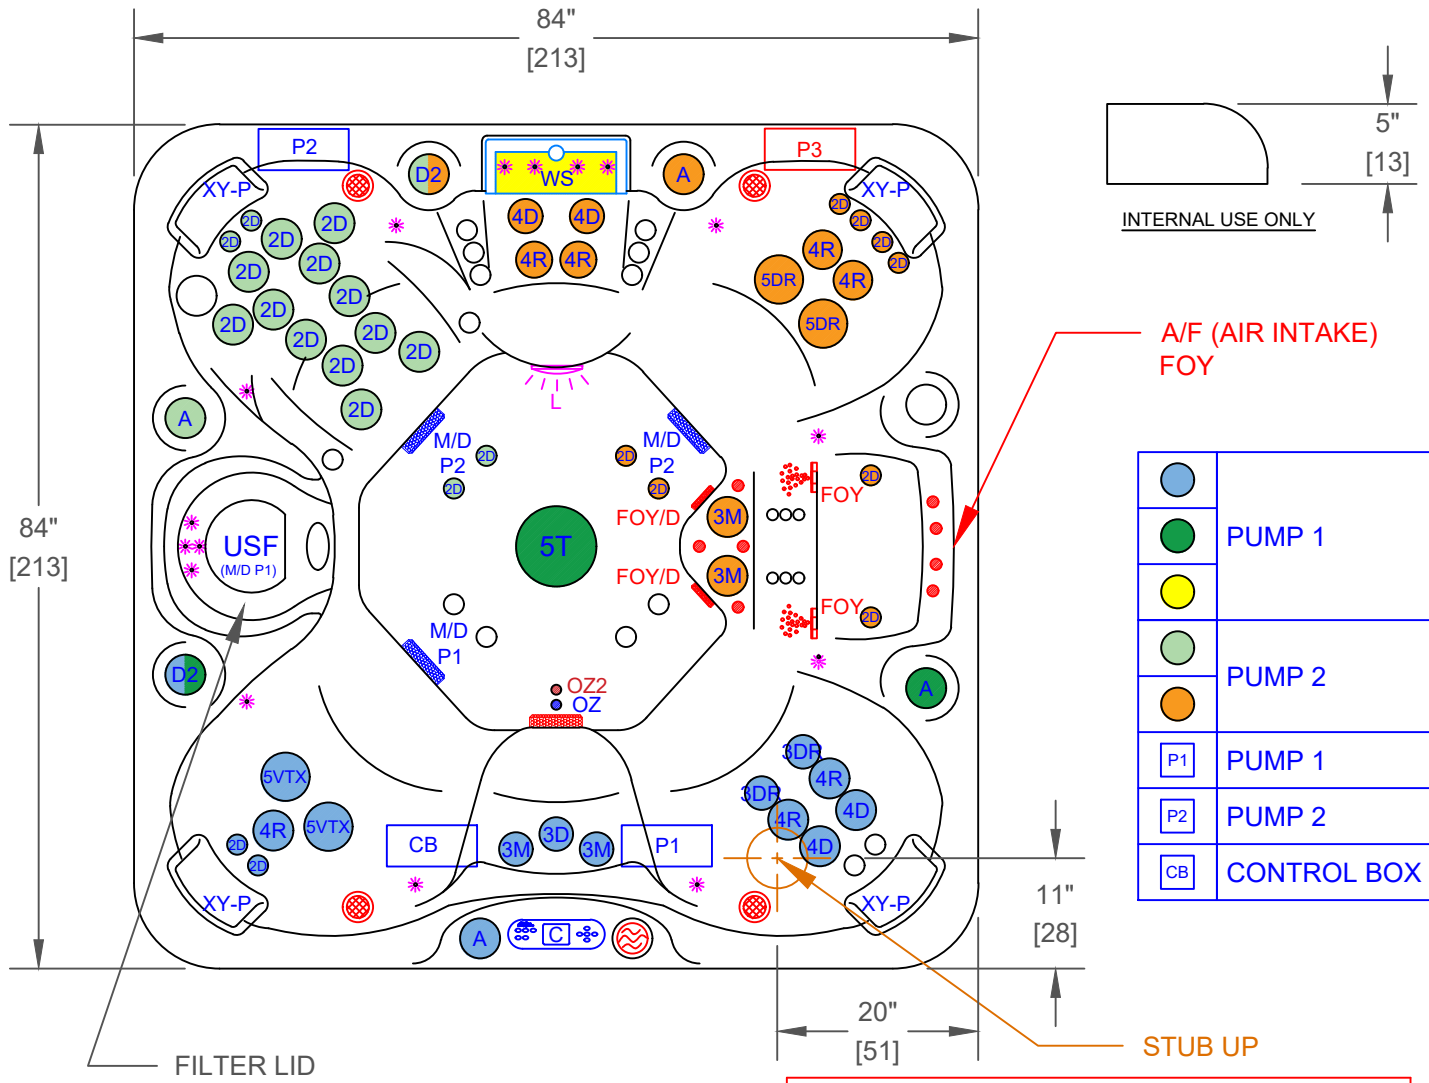 84"
[213]
P2
P3
D2
WS
A
XY-P
XY-P
5"
[13]
INTERNAL USE ONLY
4D
4D
2D
2D
2D
2D
2D
2D
2D
2D
4R
4R
2D
2D
2D
2D
4R
4R
5DR
5DR
2D
2D
2D
2D
2D
2D
2D
2D
2D
A/F (AIR INTAKE)
FOY
L
A
M/D
P2
2D
2D
M/D
P2
2D
2D
2D
FOY
FOY/D
3M
84"
[213]
USF
(M/D P1)
5T
FOY/D
3M
FOY
2D
PUMP 1
M/D
P1
D2
OZ2
OZ
A
PUMP 2
5VTX
5VTX
4R
2D
2D
3DR
3DR
4R
4R
4D
4D
P1
PUMP 1
P2
PUMP 2
CB
CONTROL BOX
CB
3M
3D
3M
P1
XY-P
XY-P
A
C
11"
[28]
20"
[51]
STUB UP
FILTER LID